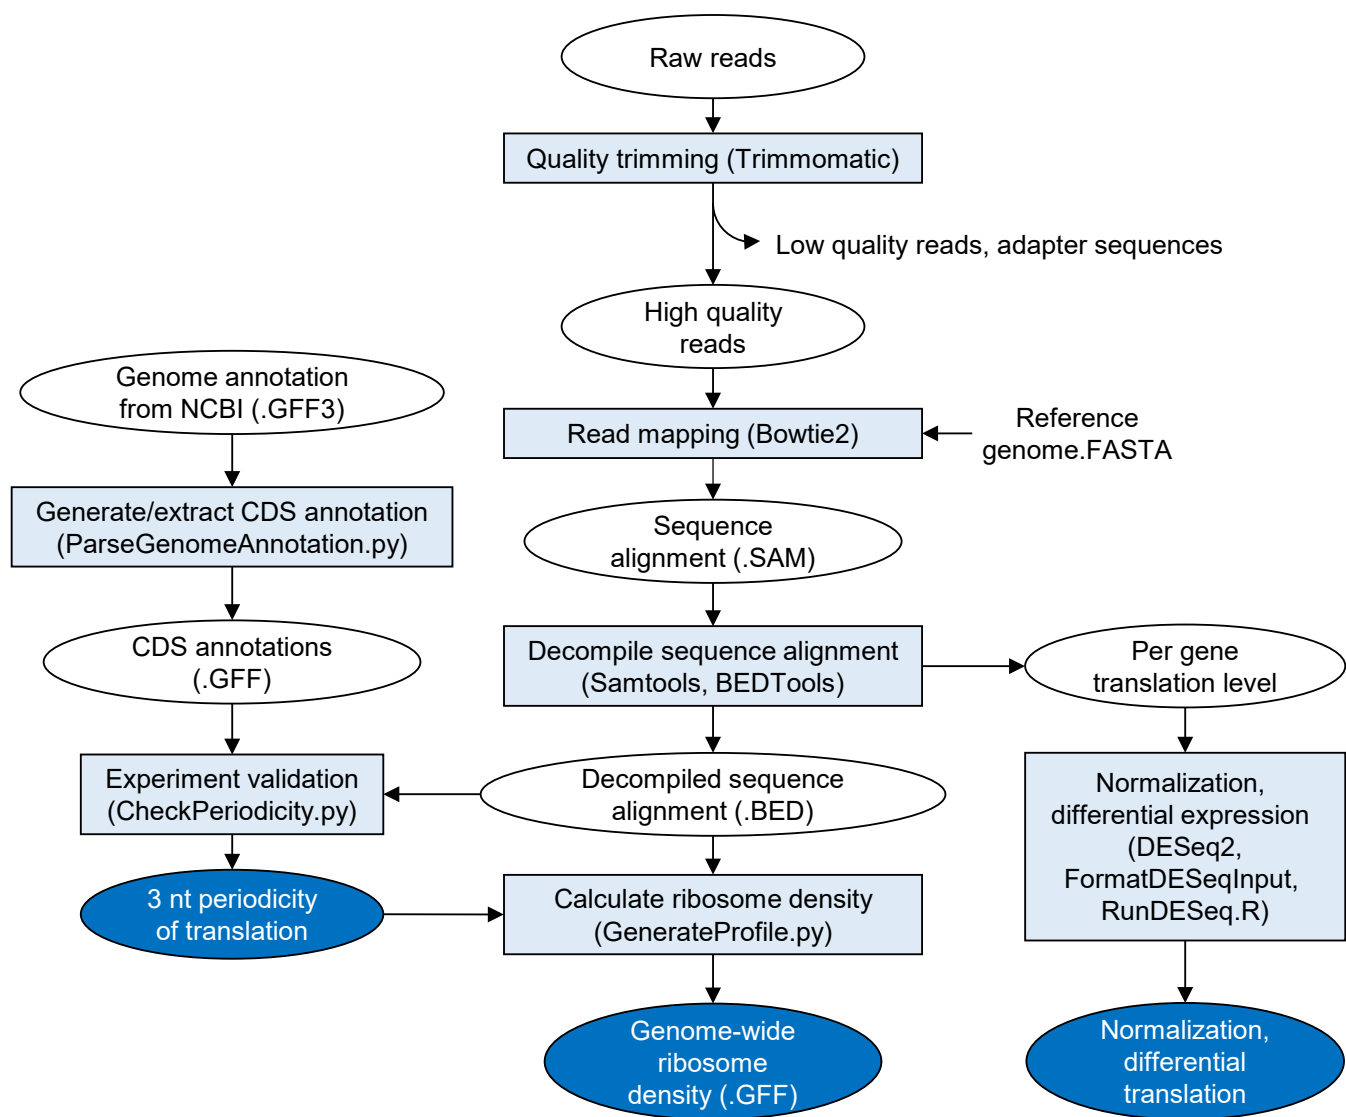 Raw reads
Quality trimming (Trimmomatic)
Low quality reads, adapter sequences
High quality
reads
Genome annotation
from NCBI (.GFF3)
Read mapping (Bowtie2)
Reference
genome.FASTA
Generate/extract CDS annotation
(ParseGenomeAnnotation.py)
Sequence
alignment (.SAM)
CDS annotations
(.GFF)
Decompile sequence alignment
(Samtools, BEDTools)
Per gene
translation level
Experiment validation
(CheckPeriodicity.py)
Decompiled sequence
alignment (.BED)
Normalization,
differential expression
(DESeq2,
FormatDESeqInput,
RunDESeq.R)
3 nt periodicity
of translation
Calculate ribosome density
(GenerateProfile.py)
Genome-wide
ribosome
density (.GFF)
Normalization,
differential
translation